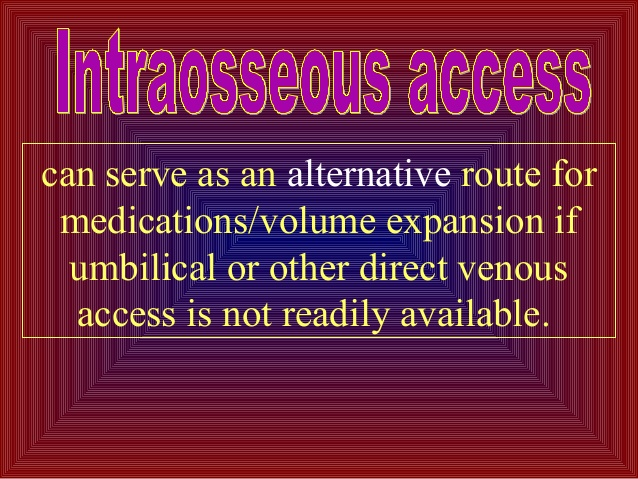 Intraosseous access
can serve as an alternative route for
medications/volume expansion if
umbilical or other direct venous
access is not readily available.